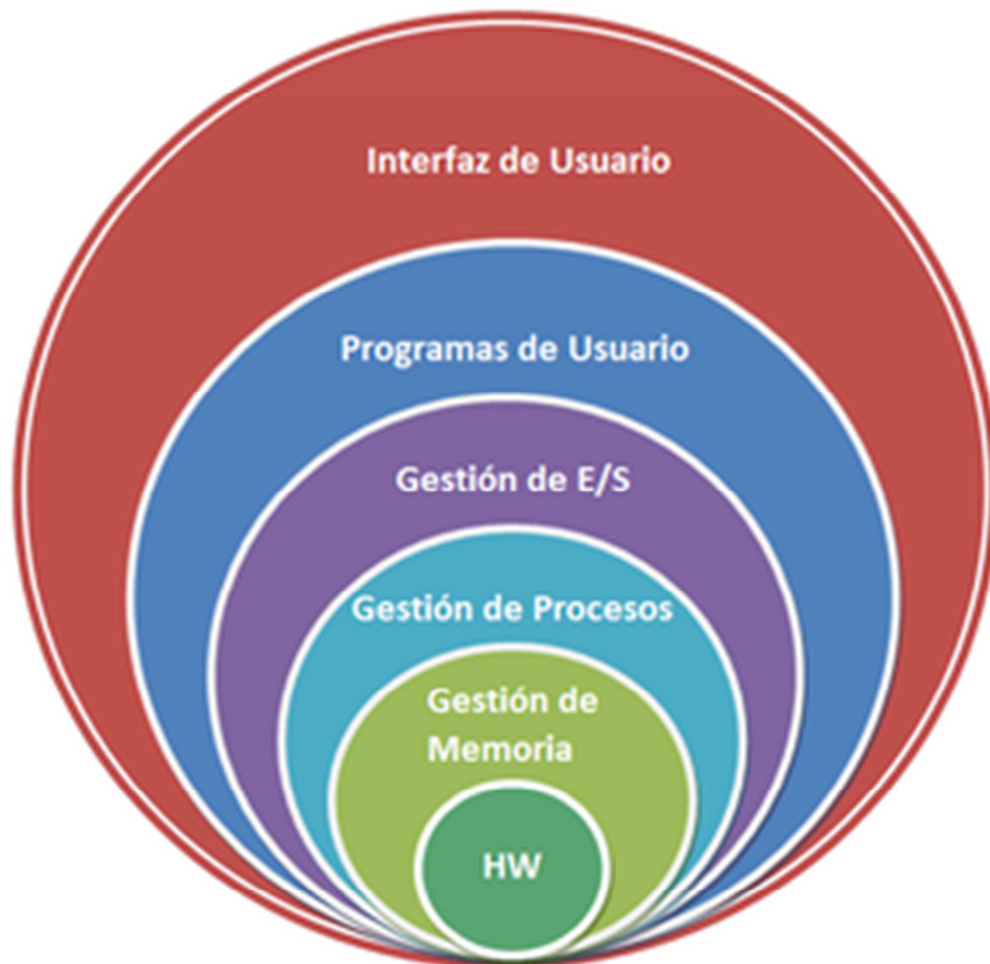 Interfaz de Usuario
Programas de Usuario
Gestión de E/S
Gestión de Procesos
Gestión de
Memoria
HW